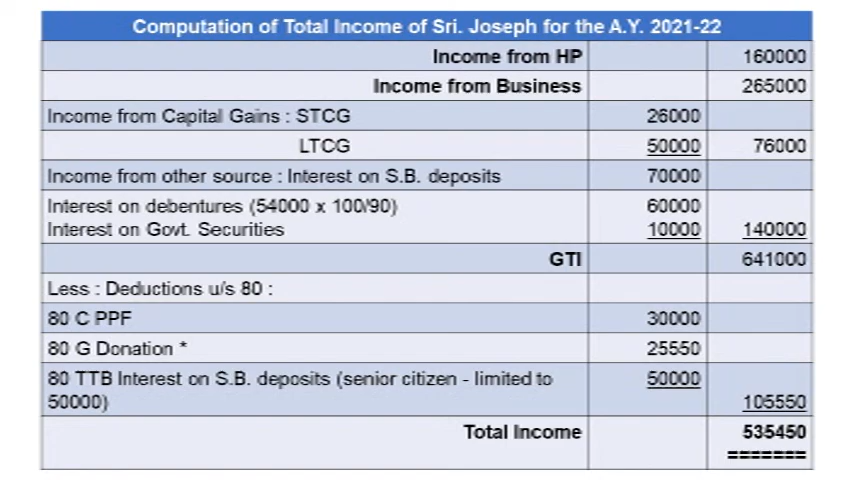 Computation of Total Income of Sri. Joseph for the A.Y. 2021-22
Income from HP 160000
Income from Business 265000
Income from Capital Gains : STCG 26000
LTCG 50000 76000
Income from other source : Interest on S.B. deposits 70000
Interest on debentures (54000 x 100/90) 60000
Interest on Govt. Securities 10000 140000
GTI 641000
Less : Deductions u/s 80 :
80 C PPF 30000
80 G Donation * 25550
80 TTB Interest on S.B. deposits (senior citizen - limited to 50000
50000) 105550
Total Income 535450
=======